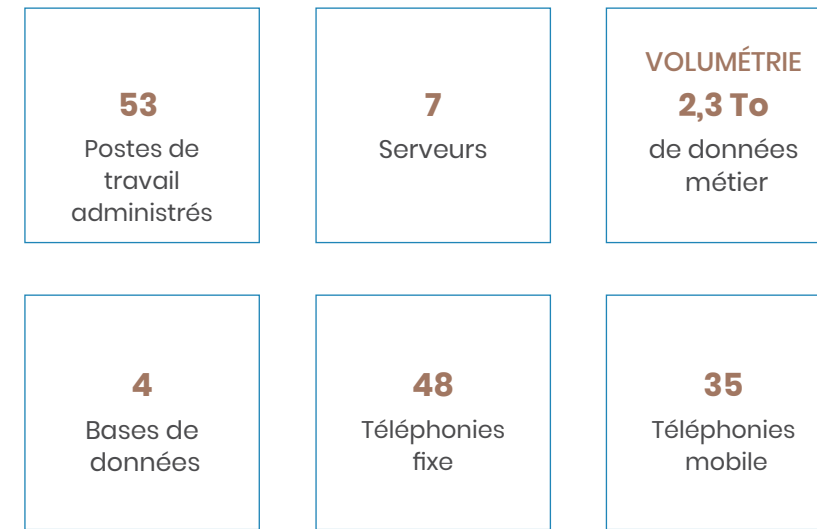 53
Postes de
travail
administrés
7
Serveurs
VOLUMÉTRIE
2,3 To
de données
métier
4
Bases de
données
48
Téléphonies
fixe
35
Téléphonies
mobile